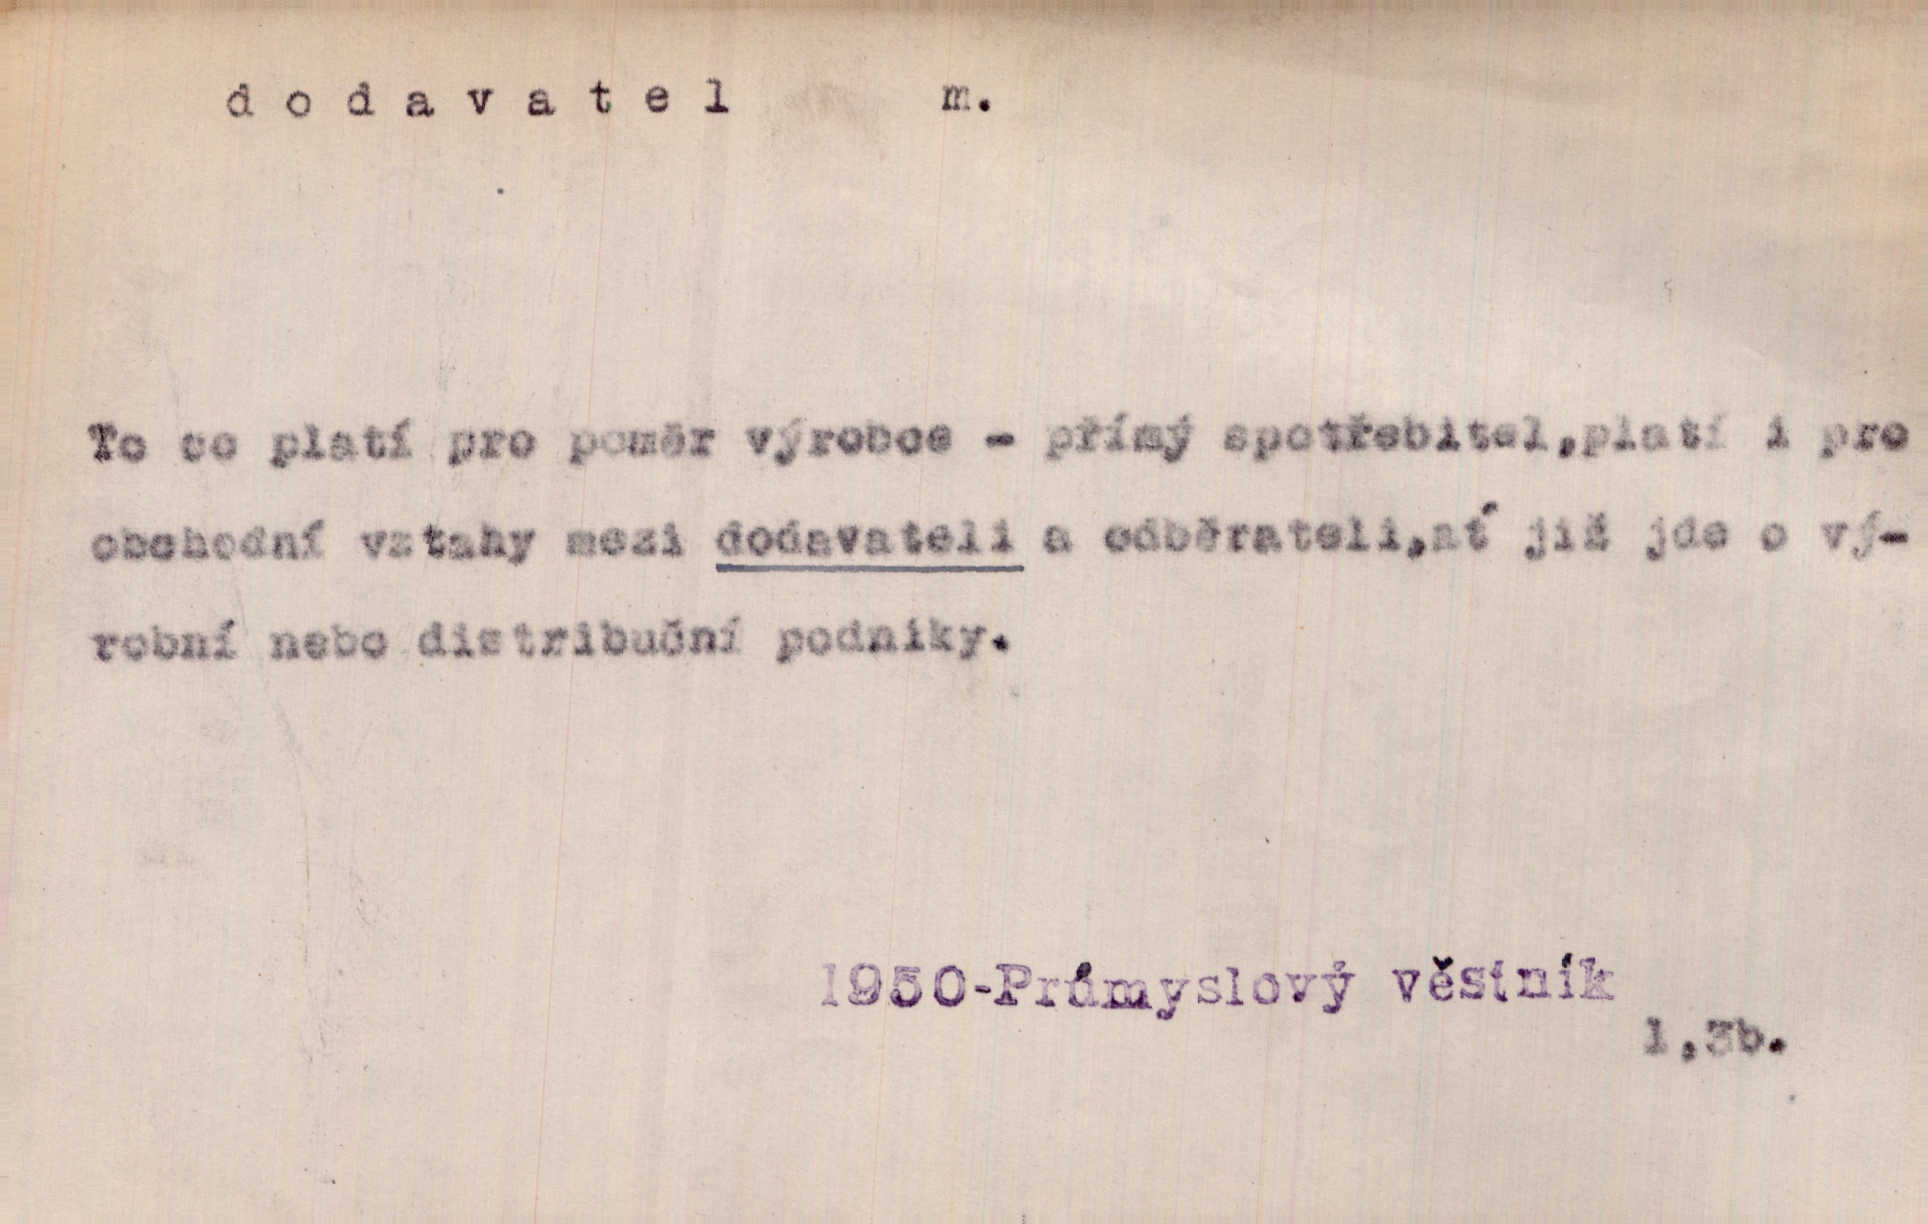 dodavatel m.
To co platí pro poměr výrobce - přímý spotřebitel,platí i pro
obchodní vztahy mezi dodavateli a odběrateli,ať již jde o vý-
robní nebo distribuční podniky.
1950-Průmyslový věstník
1,3b.